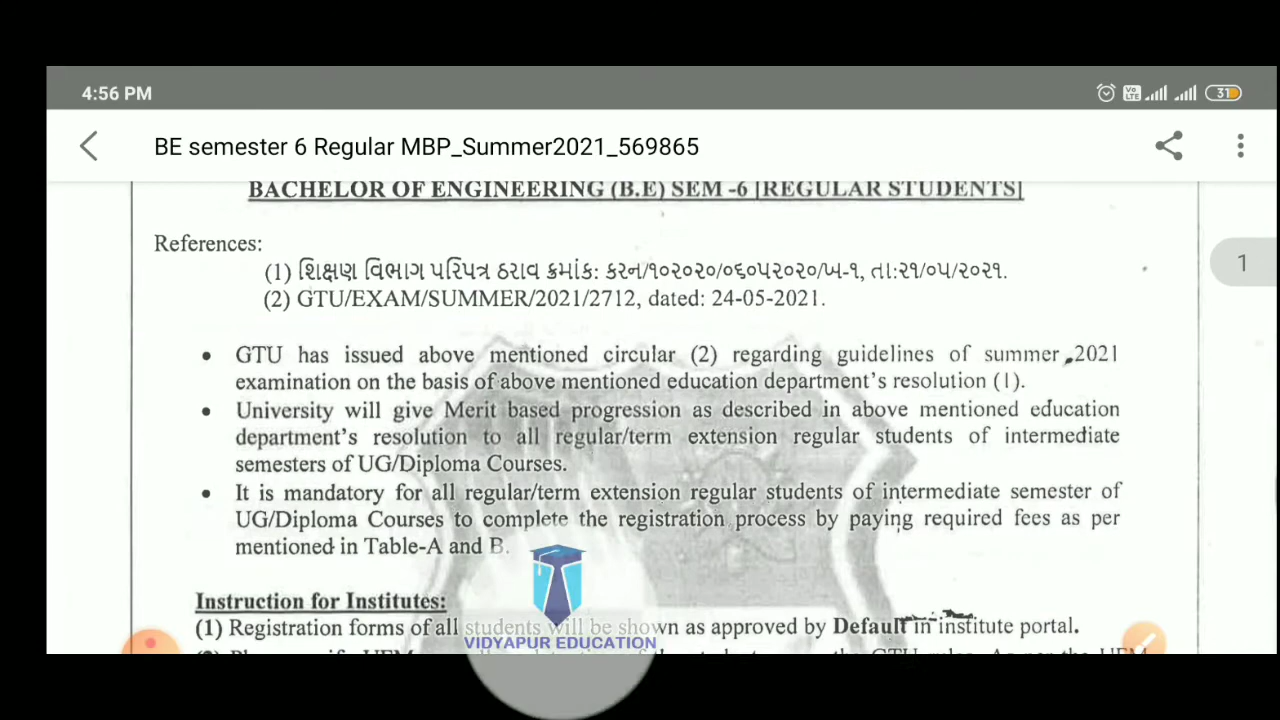 4:56 PM
Vo
LTE
31
BE semester 6 Regular MBP_Summer2021_569865
BACHELOR OF ENGINEERING (B.E) SEM -6 [REGULAR STUDENTS]
1
References:
(1) શિક્ષણ વિભાગ પરિપત્ર ઠરાવ ક્રમાંક: કરન/૧૦૨૦૨૦/૦૬૦૫૨૦૨૦/ખ-૧, તા:૨૧/૦૫/૨૦૨૧.
(2) GTU/EXAM/SUMMER/2021/2712, dated: 24-05-2021.
• GTU has issued above mentioned circular (2) regarding guidelines of summer 2021
examination on the basis of above mentioned education department's resolution (1).
• University will give Merit based progression as described in above mentioned education
department's resolution to all regular/term extension regular students of intermediate
semesters of UG/Diploma Courses.
• It is mandatory for all regular/term extension regular students of intermediate semester of
UG/Diploma Courses to complete the registration process by paying required fees as per
mentioned in Table-A and B.
Instruction for Institutes:
(1) Registration forms of all students will be shown as approved by Default in institute portal.
VIDYAPUR EDUCATION